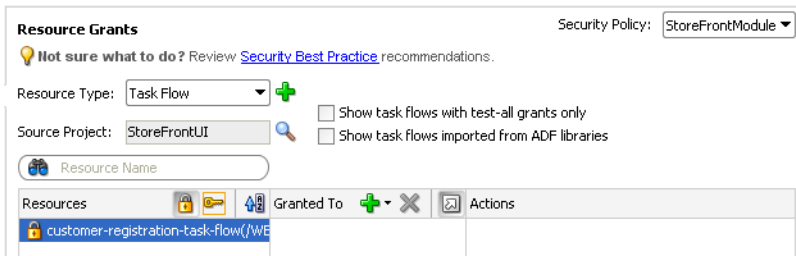 Resource Grants
Security Policy: StoreFrontModule
Not sure what to do? Review Security Best Practice recommendations.
Resource Type: Task Flow
Show task flows with test-all grants only
Source Project: StoreFrontUI
Show task flows imported from ADF libraries
Resource Name
Resources Granted To Actions
customer-registration-task-flow(/WE